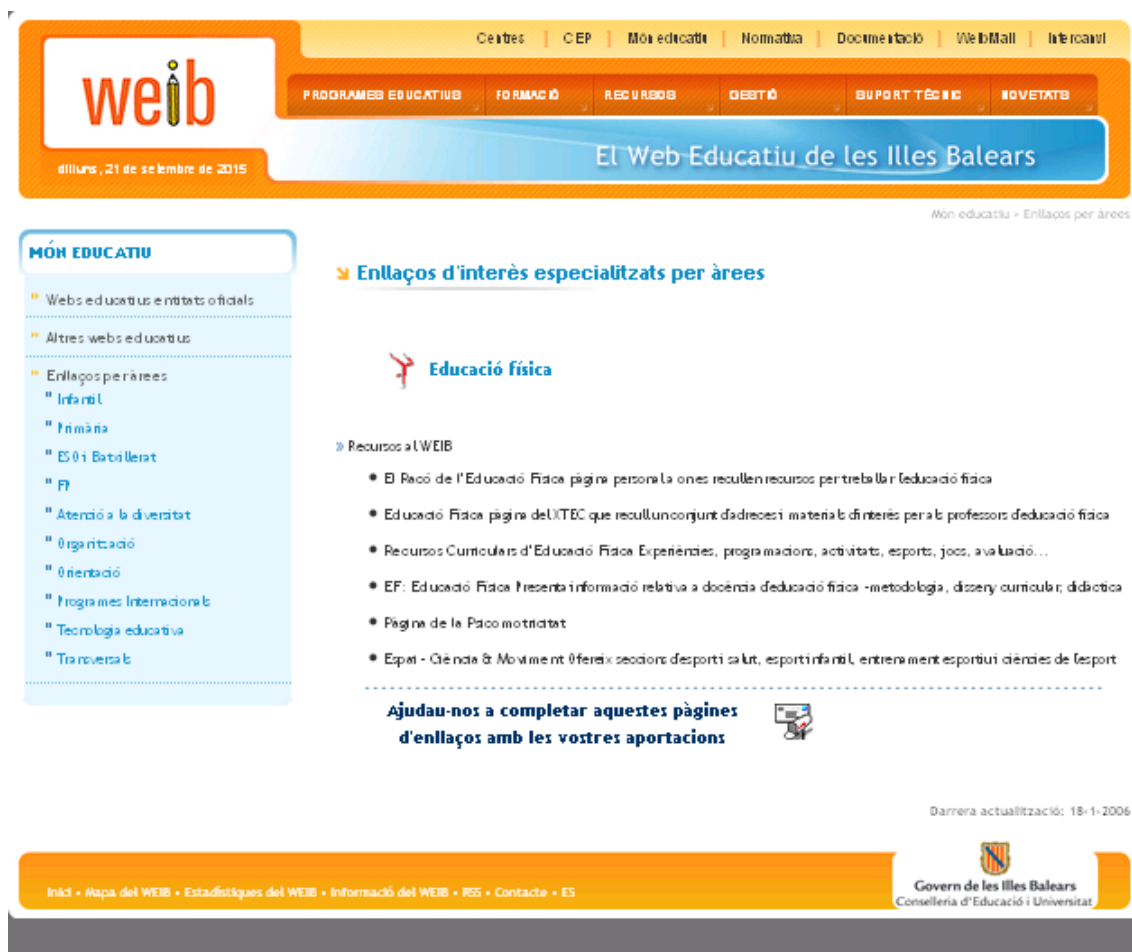 Centres | CEP | Món educatiu | Normativa | Documentació | WeibMail | Intercanvi
weib
PROGRAMES EDUCATIUS FORMACIÓ RECURSOS GESTIÓ SUPORT TÈCNIC NOVETATS
El Web Educatiu de les Illes Balears
dilluns, 21 de setembre de 2015
Món educatiu > Enllaços per àrees
MÓN EDUCATIU
Webs educatius entitats oficials
Altres webs educatius
Enllaços per àrees
Infantil
Primària
ESO i Batxillerat
FP
Atenció a la diversitat
Organització
Orientació
Programes Internacionals
Tecnologia educativa
Transversals
Enllaços d'interès especialitzats per àrees
Educació física
» Recursos al WEIB
• El Racó de l'Educació Física pàgina personal a on es recullen recursos per treballar l'educació física
• Educació Física pàgina del XTEC que recull un conjunt d'adreces i materials d'interès per als professors d'educació física
• Recursos Curriculars d'Educació Física Experiències, programacions, activitats, esports, jocs, avaluació...
• EF: Educació Física Presenta informació relativa a docència d'educació física -metodologia, disseny curricular, didàctica
• Pàgina de la Psicomotricitat
• Espai - Ciència & Moviment Ofereix seccions d'esport i salut, esport infantil, entrenament esportiu i ciències de l'esport
Ajudau-nos a completar aquestes pàgines
d'enllaços amb les vostres aportacions
Darrera actualització: 18-1-2006
Inici • Mapa del WEIB • Estadístiques del WEIB • Informació del WEIB • RSS • Contacte • ES
Govern de les Illes Balears
Conselleria d'Educació i Universitat